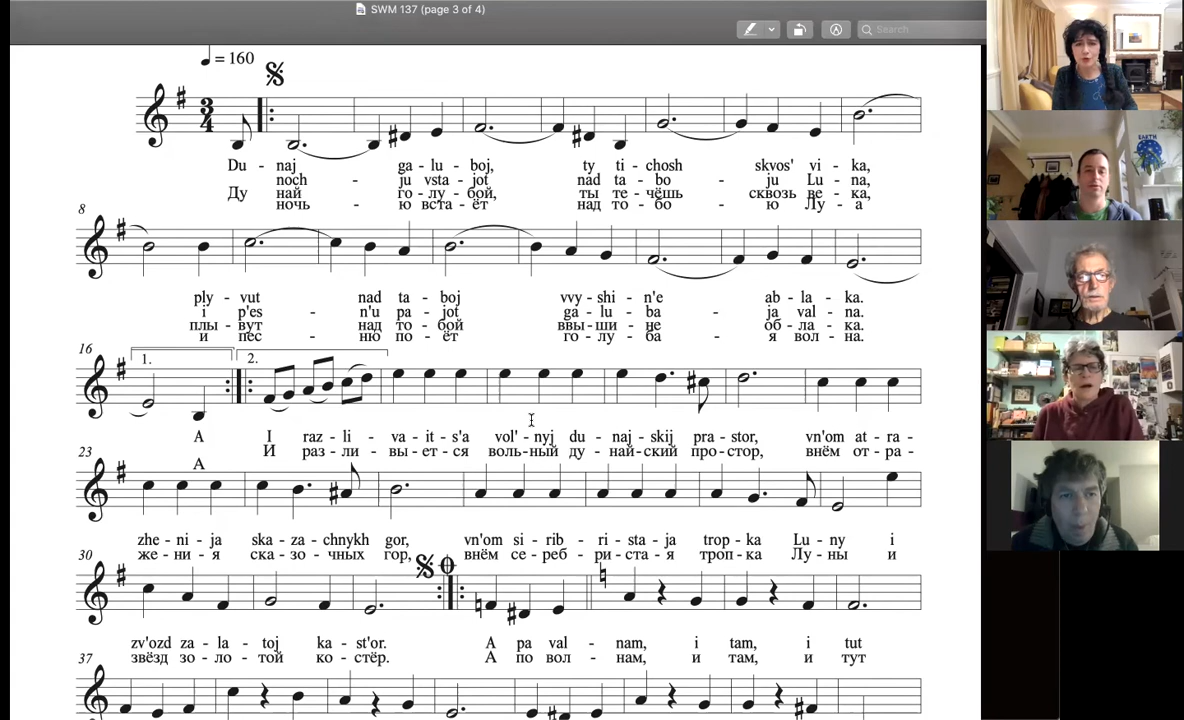 SWM 137 (page 3 of 4)
Search
= 160
3
4
Du - naj ga - lu - boj, ty ti - chosh skvos' vi - ka,
noch - ju vsta - jot nad ta - bo - ju Lu - na,
Ду - най го - лу - бой, ты те - чёшь сквозь ве - ка,
ночь - ю вста - ёт над то - бо - ю Лу - а
8
ply - vut nad ta - boj vvy - shi - n'e ab - la - ka.
i p'es - n'u pa - jot ga - lu - ba - ja val - na.
плы - вут над то - бой ввы - ши - не об - ла - ка.
и пес - ню по - ёт го - лу - ба - я вол - на.
16
1. 2.
A I raz - li - va - it - s'a vol' - nyj du - naj - skij pra - stor, vn'om at - ra -
И раз - ли - вы - ет - ся воль - ный ду - най - ский про - стор, внём от - ра -
А
23
zhe - ni - ja ska - za - chnykh gor, vn'om si - rib - ri - sta - ja trop - ka Lu - ny i
же - ни - я ска - зо - чных гор, внём се - реб - ри - ста - я троп - ка Лу - ны и
30
zv'ozd za - la - toj ka - st'or. A pa val - nam, i tam, i tut
звёзд зо - ло - той ко - стёр. А по вол - нам, и там, и тут
37
EARTH